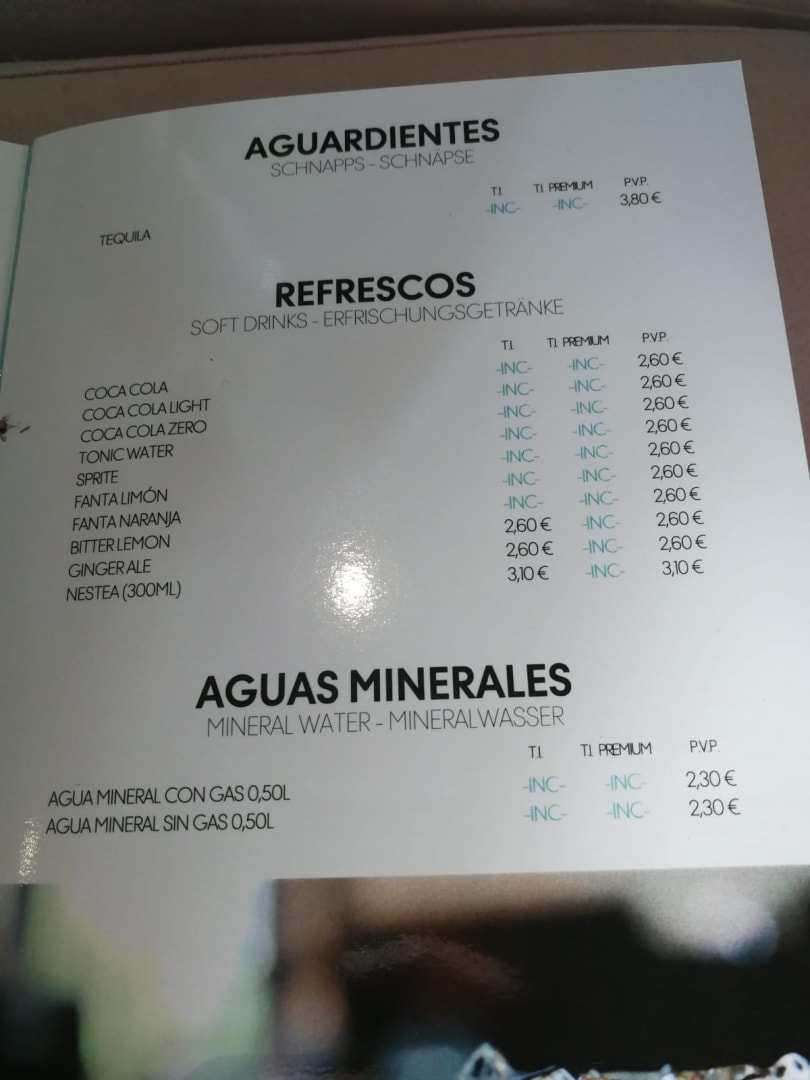 AGUARDIENTES
SCHNAPPS - SCHNAPSE
T.I. T.I. PREMIUM P.V.P.
TEQUILA -INC- -INC- 3,80 €
REFRESCOS
SOFT DRINKS - ERFRISCHUNGSGETRÄNKE
T.I. T.I. PREMIUM P.V.P.
COCA COLA -INC- -INC- 2,60 €
COCA COLA LIGHT -INC- -INC- 2,60 €
COCA COLA ZERO -INC- -INC- 2,60 €
TONIC WATER -INC- -INC- 2,60 €
SPRITE -INC- -INC- 2,60 €
FANTA LIMÓN -INC- -INC- 2,60 €
FANTA NARANJA -INC- -INC- 2,60 €
BITTER LEMON 2,60 € -INC- 2,60 €
GINGER ALE 2,60 € -INC- 2,60 €
NESTEA (300ML) 3,10 € -INC- 3,10 €
AGUAS MINERALES
MINERAL WATER - MINERALWASSER
T.I. T.I. PREMIUM P.V.P.
AGUA MINERAL CON GAS 0,50L -INC- -INC- 2,30 €
AGUA MINERAL SIN GAS 0,50L -INC- -INC- 2,30 €